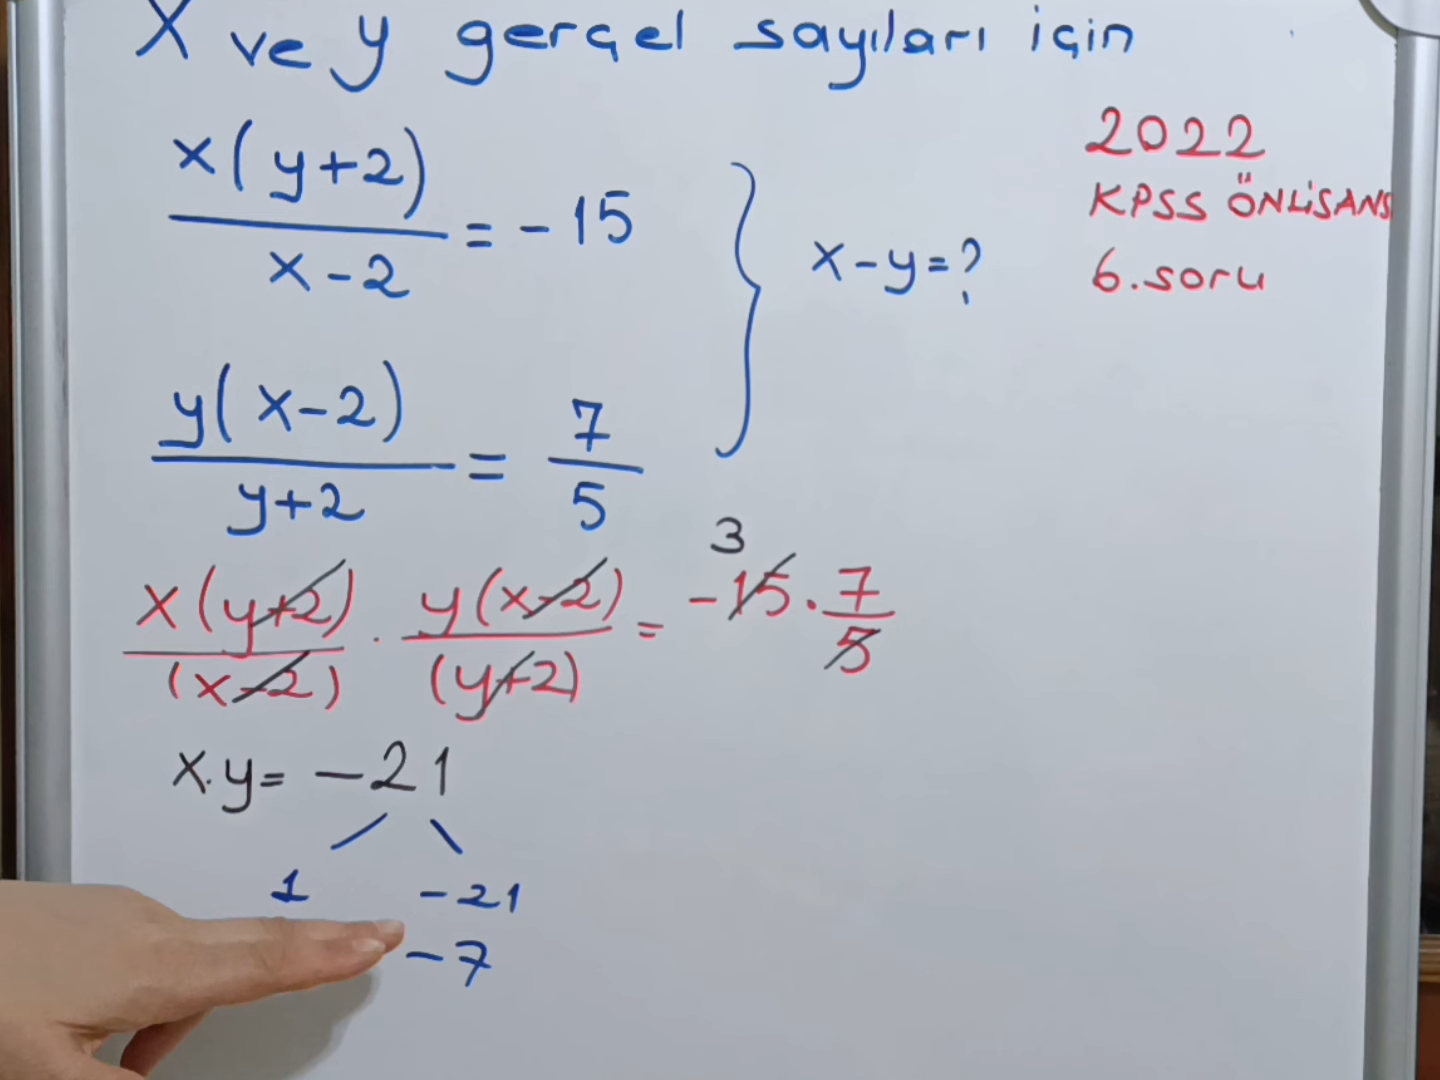 X ve y gerçel sayıları için
x(y+2)/x-2 = -15
x-y=?
2022
KPSS ÖNLİSANS
6.soru
y(x-2)/y+2 = 7/5
x(y+2)/(x-2) . y(x-2)/(y+2) = -15 . 7/5
3
x.y= -21
1 -21
-7